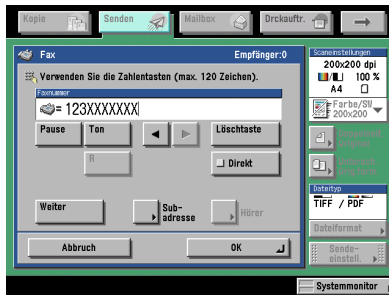 Kopie
Senden
Mailbox
Drckauftr.
Fax
Empfänger:0
Verwenden Sie die Zahlentasten (max. 120 Zeichen).
Faxnummer
= 123XXXXXXX
Pause
Ton
Löschtaste
R
Direkt
Weiter
Sub-
adresse
Hörer
Abbruch
OK
Scaneinstellungen
200x200 dpi
100 %
A4
Farbe/SW
200x200
Dateityp
TIFF / PDF
Dateiformat
Sende-
einstell.
Systemmonitor